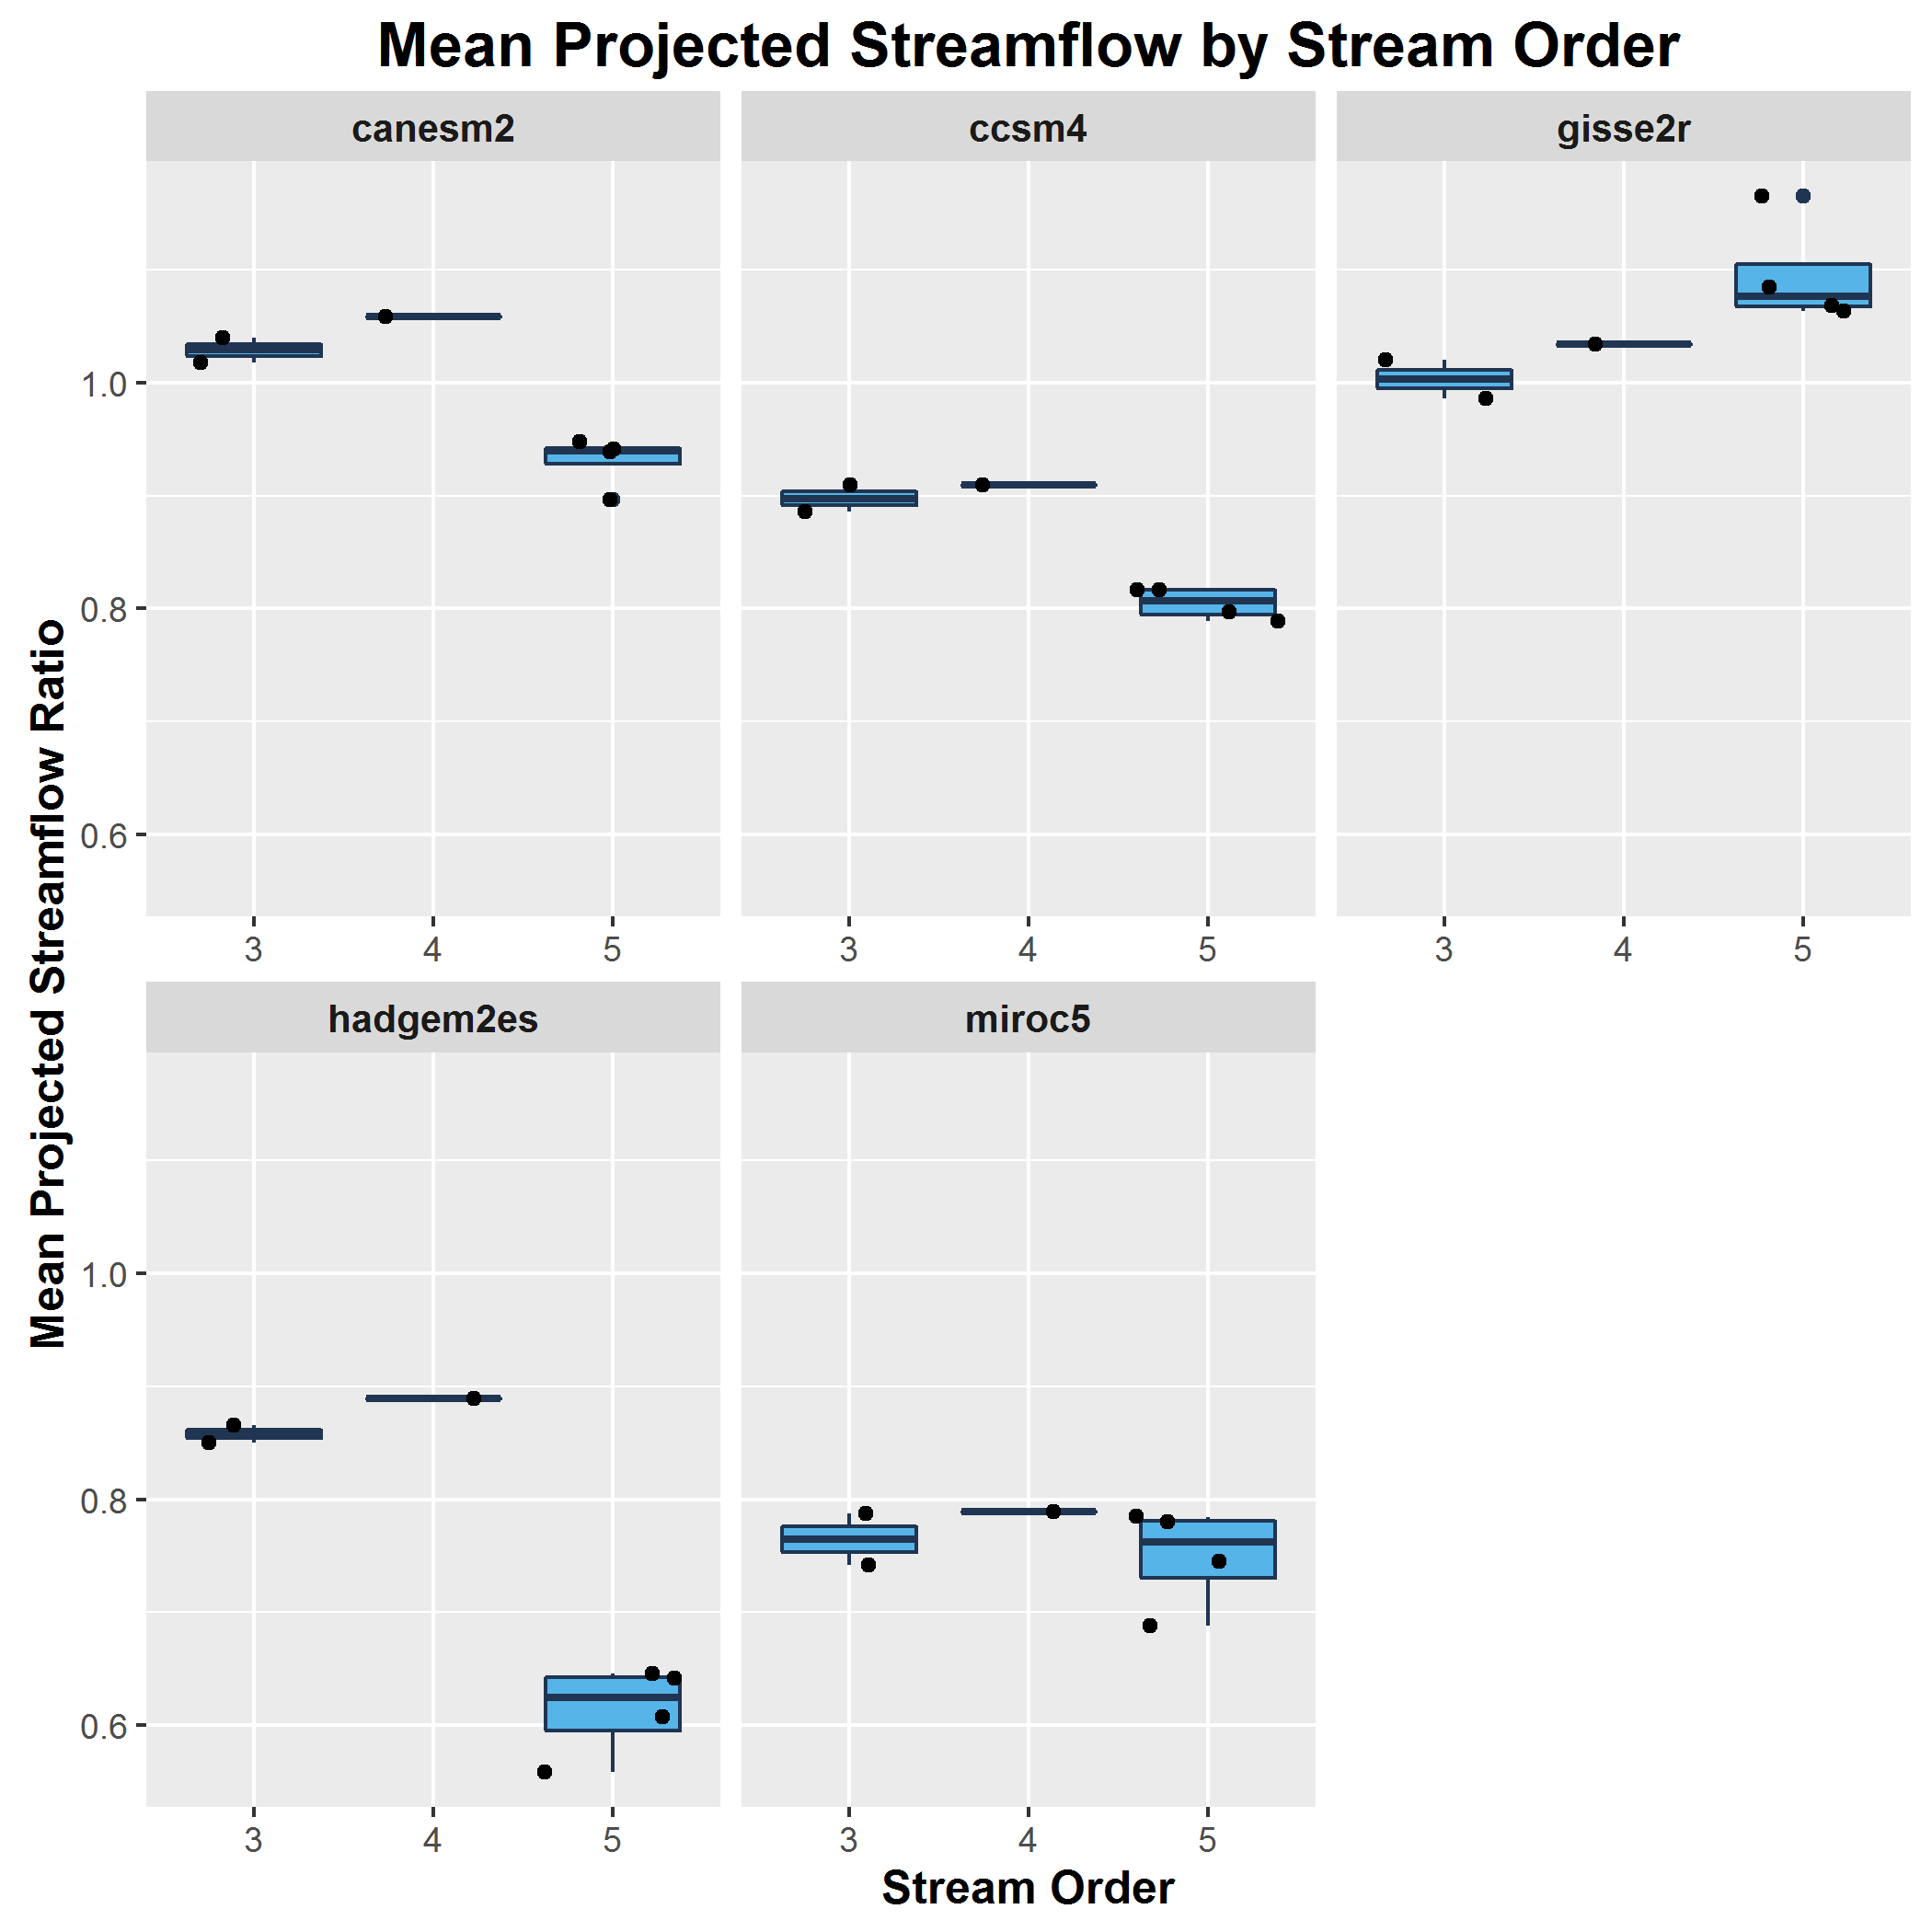 Mean Projected Streamflow by Stream Order
canesm2
ccsm4
gisse2r
1.0
0.8
0.6
3 4 5
3 4 5
3 4 5
Mean Projected Streamflow Ratio
hadgem2es
miroc5
1.0
0.8
0.6
3 4 5
3 4 5
Stream Order